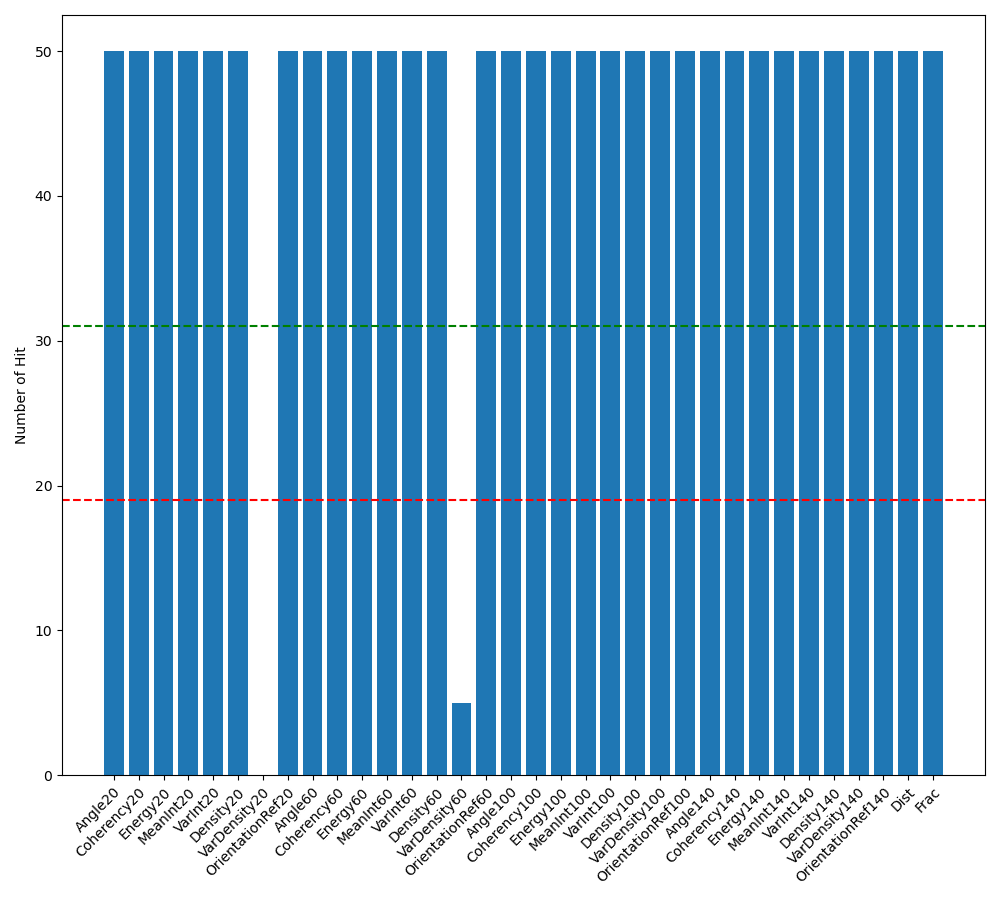 Number of Hit
50
40
30
20
10
0
Angle20
Coherency20
Energy20
MeanInt20
VarInt20
Density20
VarDensity20
OrientationRef20
Angle60
Coherency60
Energy60
MeanInt60
VarInt60
Density60
VarDensity60
OrientationRef60
Angle100
Coherency100
Energy100
MeanInt100
VarInt100
Density100
VarDensity100
OrientationRef100
Angle140
Coherency140
Energy140
MeanInt140
VarInt140
Density140
VarDensity140
OrientationRef140
Dist
Frac